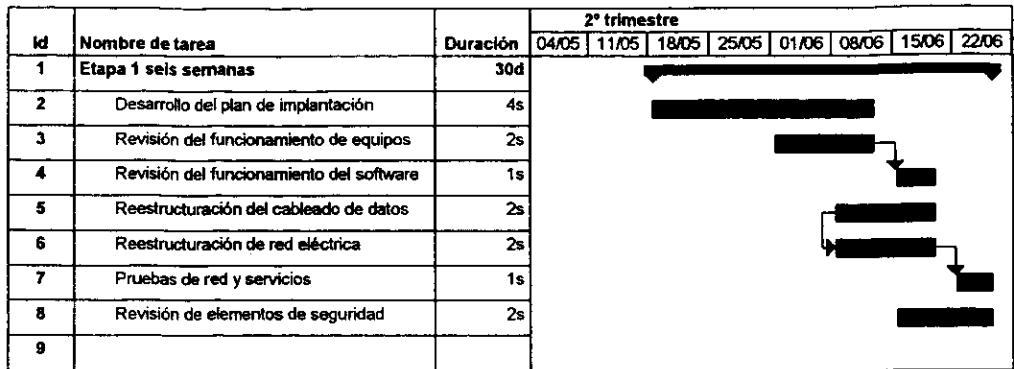 2º trimestre
Id Nombre de tarea Duración 04/05 11/05 18/05 25/05 01/06 08/06 15/06 22/06
1 Etapa 1 seis semanas 30d
2 Desarrollo del plan de implantación 4s
3 Revisión del funcionamiento de equipos 2s
4 Revisión del funcionamiento del software 1s
5 Reestructuración del cableado de datos 2s
6 Reestructuración de red eléctrica 2s
7 Pruebas de red y servicios 1s
8 Revisión de elementos de seguridad 2s
9